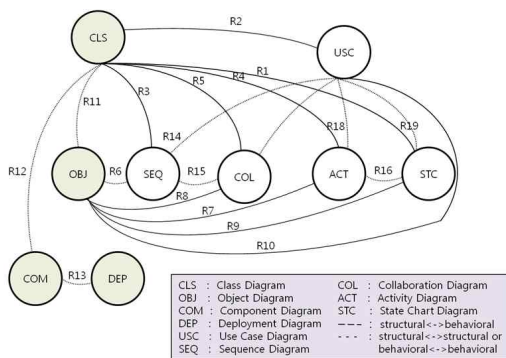 R2
CLS
USC
R5
R4
R1
R3
R11
R14
R18
R19
R12
OBJ
R6
SEQ
R15
COL
ACT
R16
STC
R8
R7
R9
R10
COM
R13
DEP
CLS : Class Diagram
OBJ : Object Diagram
COM : Component Diagram
DEP : Deployment Diagram
USC : Use Case Diagram
SEQ : Sequence Diagram
COL : Collaboration Diagram
ACT : Activity Diagram
STC : State Chart Diagram
——— : structural<->behavioral
- - - : structural<->structural or
behavioral<->behavioral